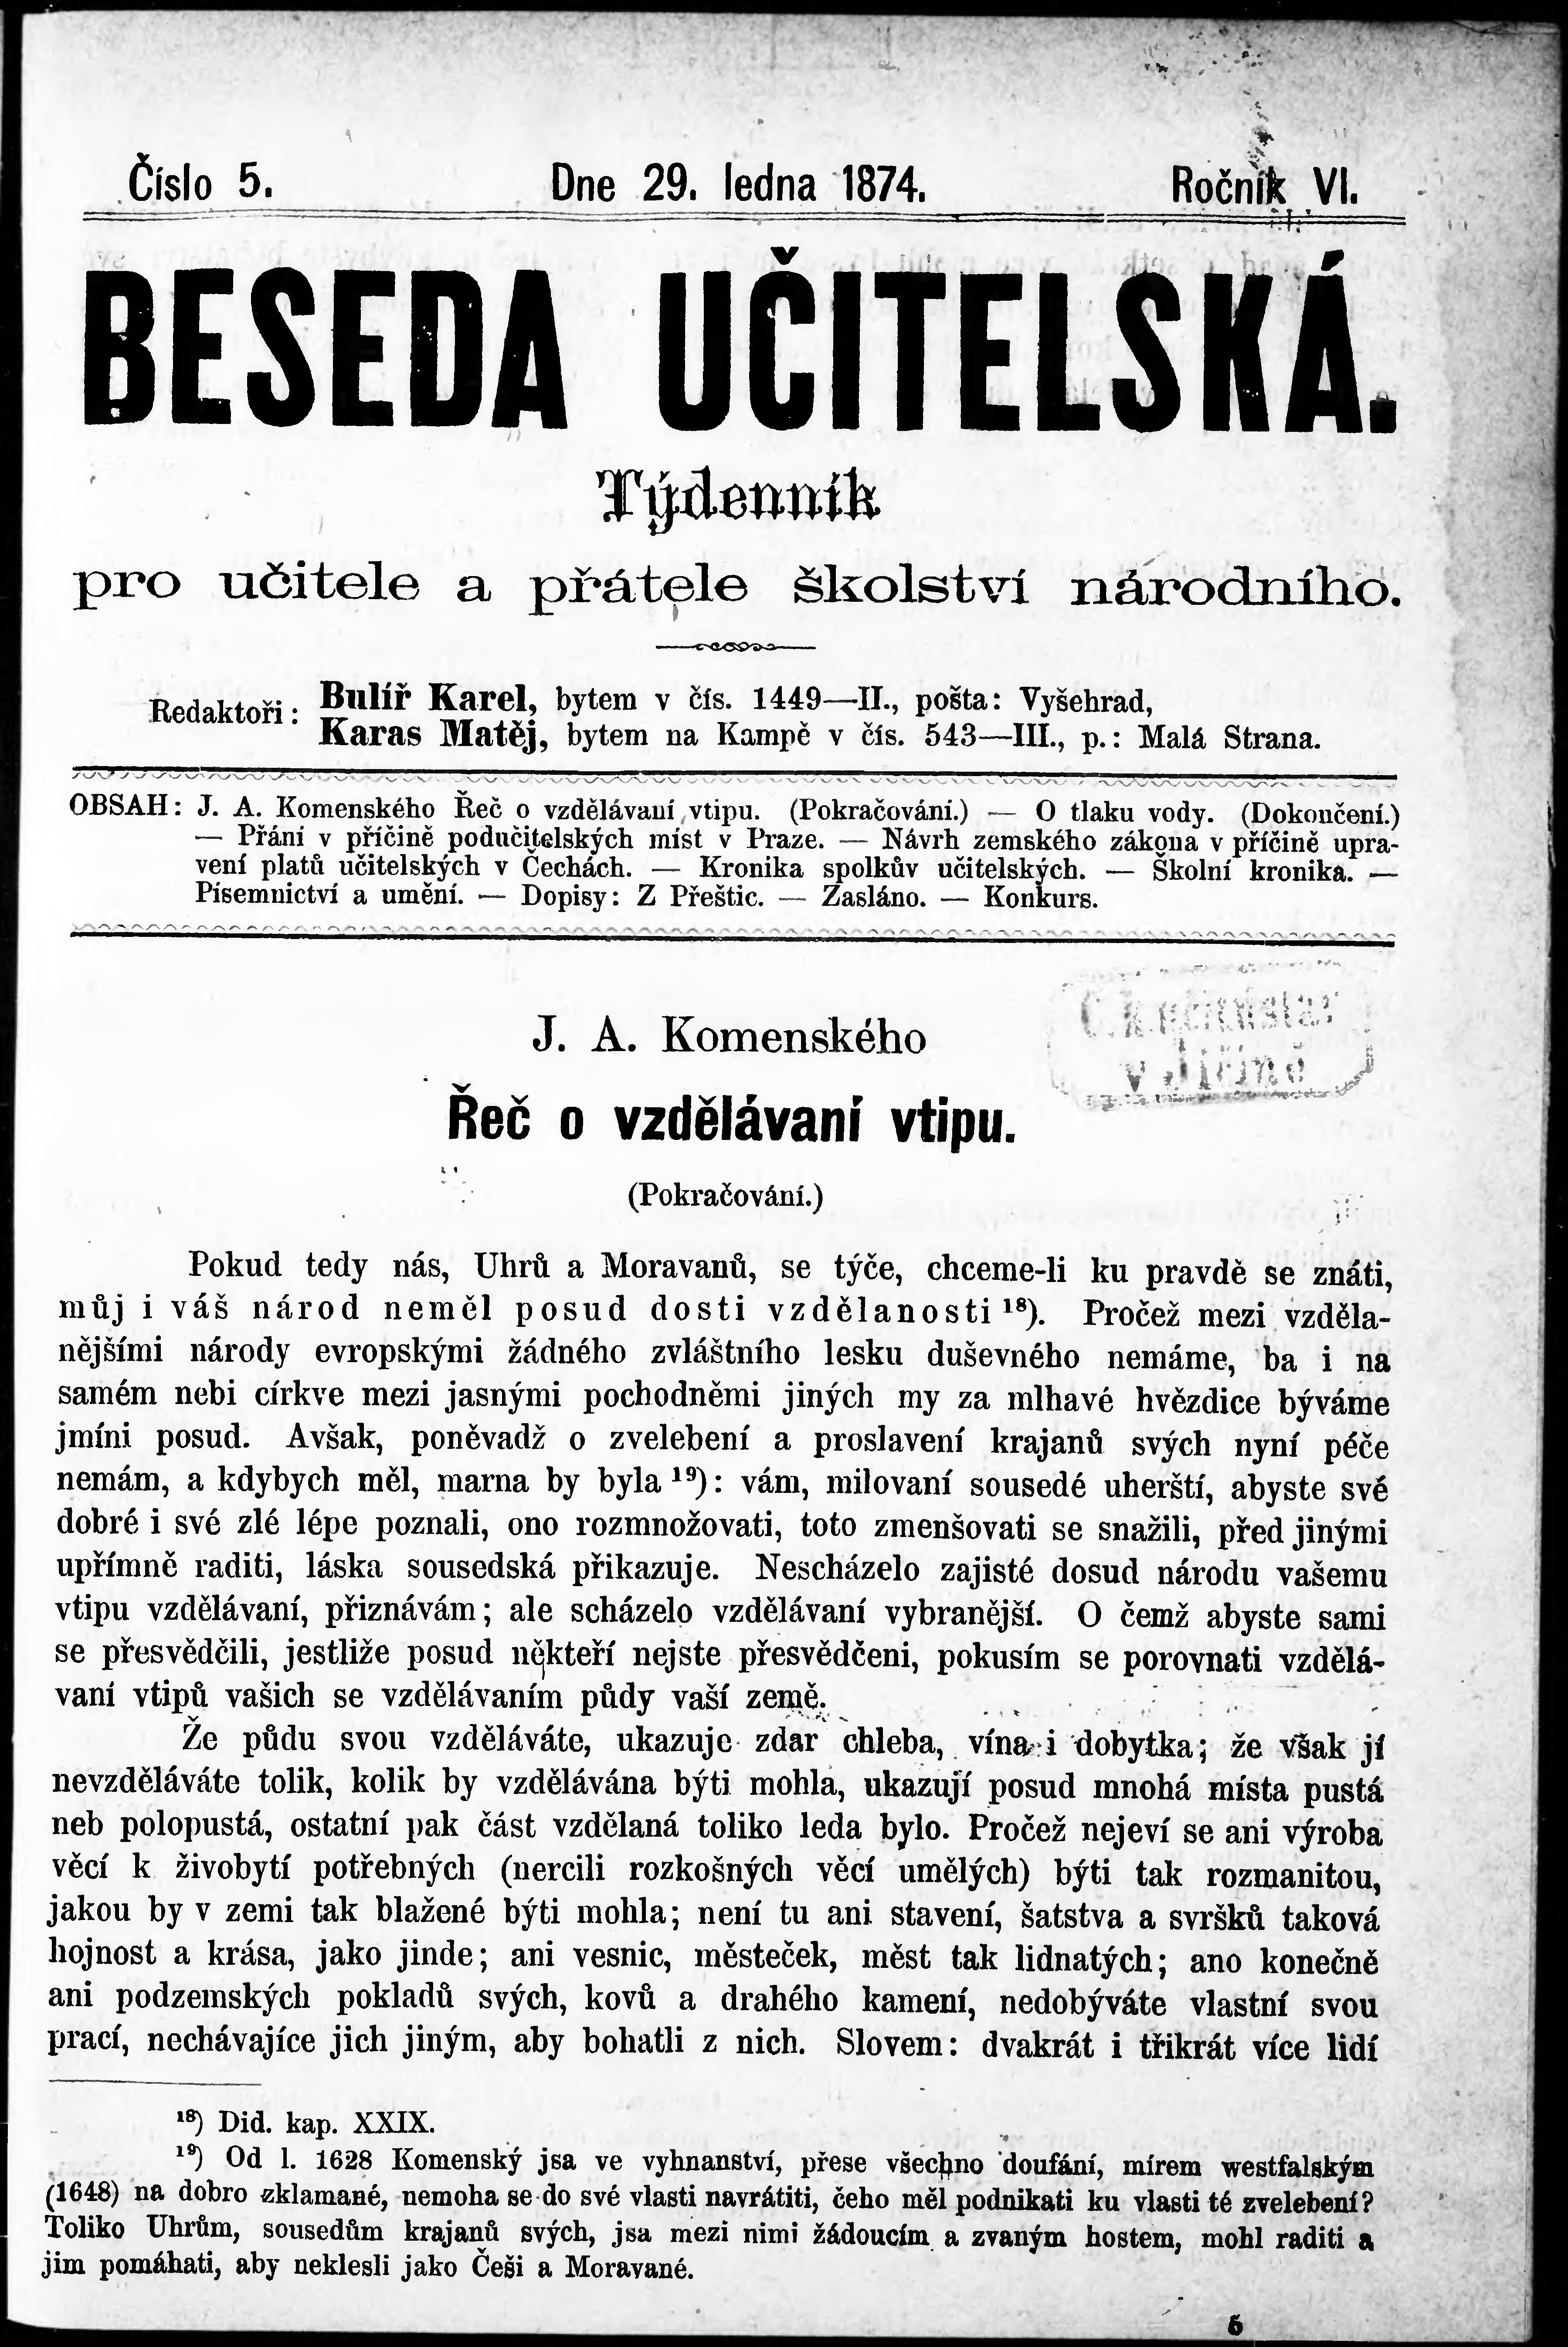 Číslo 5. Dne 29. ledna 1874. Ročník VI.
BESEDA UČITELSKÁ.
Týdenník
pro učitele a přátele školství národního.
Redaktoři: Bulíř Karel, bytem v čís. 1449—II., pošta: Vyšehrad,
Karas Matěj, bytem na Kampě v čís. 543—III., p.: Malá Strana.
OBSAH: J. A. Komenského Řeč o vzdělávaní vtipu. (Pokračování.) — O tlaku vody. (Dokončení.)
— Přání v příčině podučitelských míst v Praze. — Návrh zemského zákona v příčině upra-
vení platů učitelských v Čechách. — Kronika spolkův učitelských. — Školní kronika. —
Písemnictví a umění. — Dopisy: Z Přeštic. — Zasláno. — Konkurs.
v Jičíně
J. A. Komenského
Řeč o vzdělávaní vtipu.
(Pokračování.)
Pokud tedy nás, Uhrů a Moravanů, se týče, chceme-li ku pravdě se znáti,
můj i váš národ neměl posud dosti vzdělanosti ¹⁸). Pročež mezi vzděla-
nějšími národy evropskými žádného zvláštního lesku duševného nemáme, ba i na
samém nebi církve mezi jasnými pochodněmi jiných my za mlhavé hvězdice býváme
jmíni posud. Avšak, poněvadž o zvelebení a proslavení krajanů svých nyní péče
nemám, a kdybych měl, marna by byla ¹⁹): vám, milovaní sousedé uherští, abyste své
dobré i své zlé lépe poznali, ono rozmnožovati, toto zmenšovati se snažili, před jinými
upřímně raditi, láska sousedská přikazuje. Nescházelo zajisté dosud národu vašemu
vtipu vzdělávaní, přiznávám; ale scházelo vzdělávaní vybranější. O čemž abyste sami
se přesvědčili, jestliže posud někteří nejste přesvědčeni, pokusím se porovnati vzdělá-
vaní vtipů vašich se vzděláváním půdy vaší země.
Že půdu svou vzděláváte, ukazuje zdar chleba, vína i dobytka; že však jí
nevzděláváte tolik, kolik by vzdělávána býti mohla, ukazují posud mnohá místa pustá
neb polopustá, ostatní pak část vzdělaná toliko leda bylo. Pročež nejeví se ani výroba
věcí k živobytí potřebných (nercili rozkošných věcí umělých) býti tak rozmanitou,
jakou by v zemi tak blažené býti mohla; není tu ani stavení, šatstva a svršků taková
hojnost a krása, jako jinde; ani vesnic, městeček, měst tak lidnatých; ano konečně
ani podzemských pokladů svých, kovů a drahého kamení, nedobýváte vlastní svou
prací, nechávajíce jich jiným, aby bohatli z nich. Slovem: dvakrát i třikrát více lidí
¹⁸) Did. kap. XXIX.
¹⁹) Od l. 1628 Komenský jsa ve vyhnanství, přese všechno doufání, mírem westfalským
(1648) na dobro zklamané, nemoha se do své vlasti navrátiti, čeho měl podnikati ku vlasti té zvelebení?
Toliko Uhrům, sousedům krajanů svých, jsa mezi nimi žádoucím a zvaným hostem, mohl raditi a
jim pomáhati, aby neklesli jako Češi a Moravané.
5